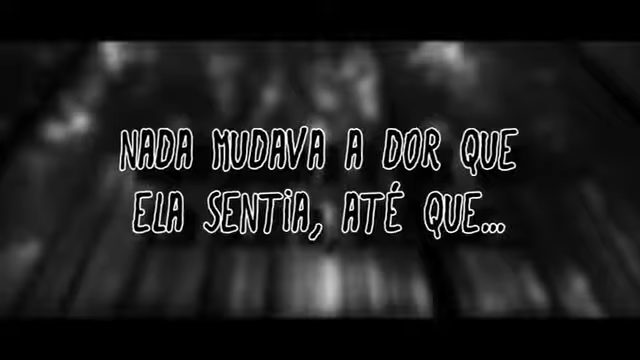 NADA MUDAVA A DOR QUE
ELA SENTIA, ATÉ QUE...